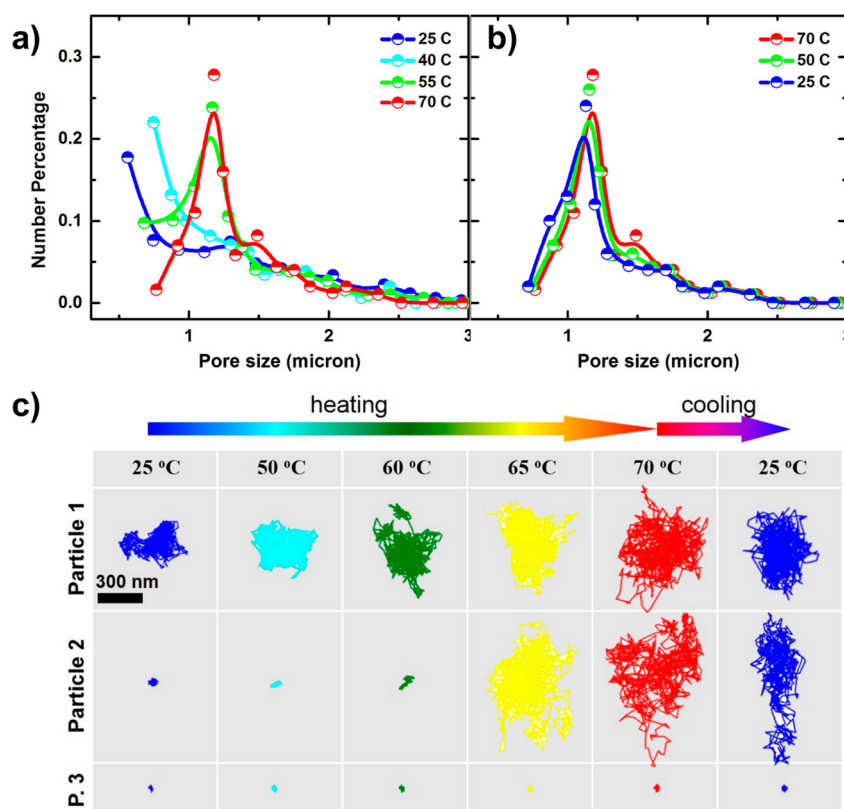 a)
b)
0.3
0.2
0.1
0.0
Number Percentage
25 C
40 C
55 C
70 C
70 C
50 C
25 C
1 2 3
1 2 3
Pore size (micron)
Pore size (micron)
c)
heating cooling
25 °C 50 °C 60 °C 65 °C 70 °C 25 °C
Particle 1
300 nm
Particle 2
P. 3